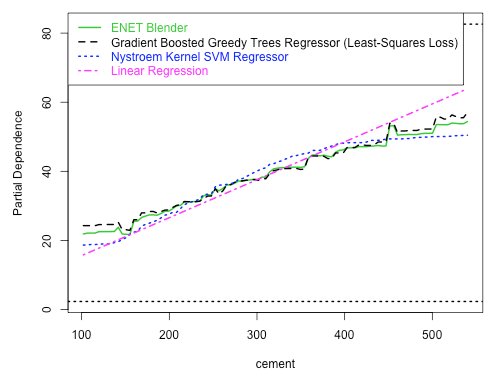 ENET Blender
Gradient Boosted Greedy Trees Regressor (Least-Squares Loss)
Nystroem Kernel SVM Regressor
Linear Regression
Partial Dependence
80
60
40
20
0
100 200 300 400 500
cement